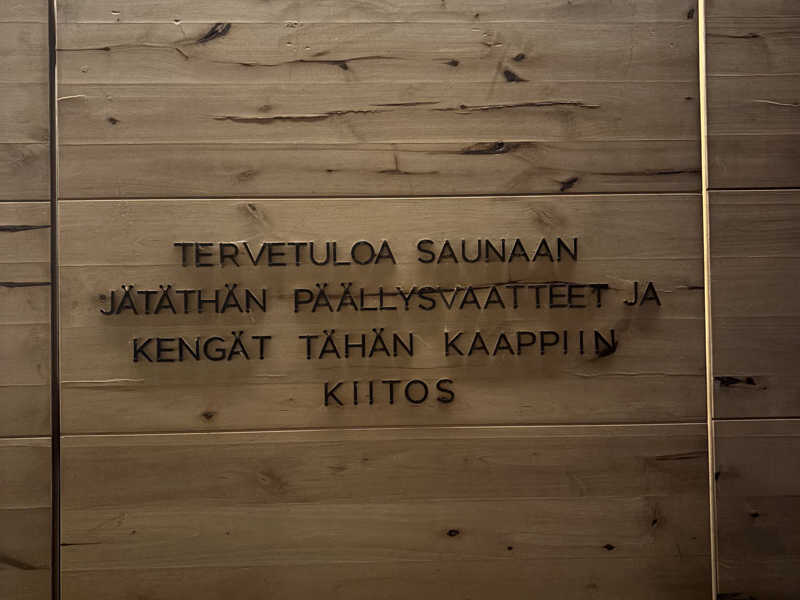 TERVETULOA SAUNAAN
JÄTÄTHÄN PÄÄLLYSVAATTEET JA
KENGÄT TÄHÄN KAAPPIIN
KIITOS